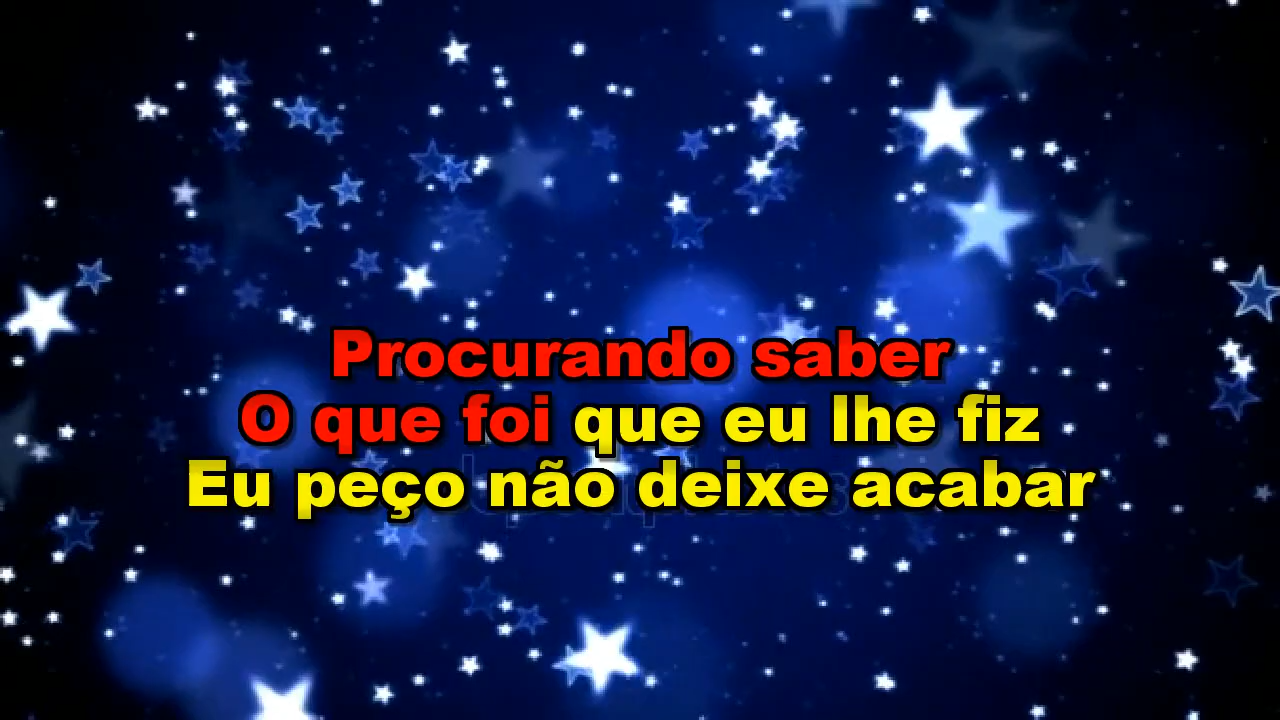 Procurando saber
O que foi que eu lhe fiz
Eu peço não deixe acabar